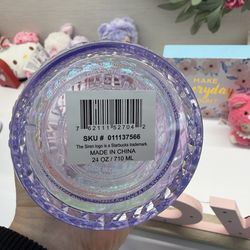 MAKE
everyday
7 62111 52704 2
SKU # 011137566
The Siren logo is a Starbucks trademark.
MADE IN CHINA
24 OZ / 710 ML